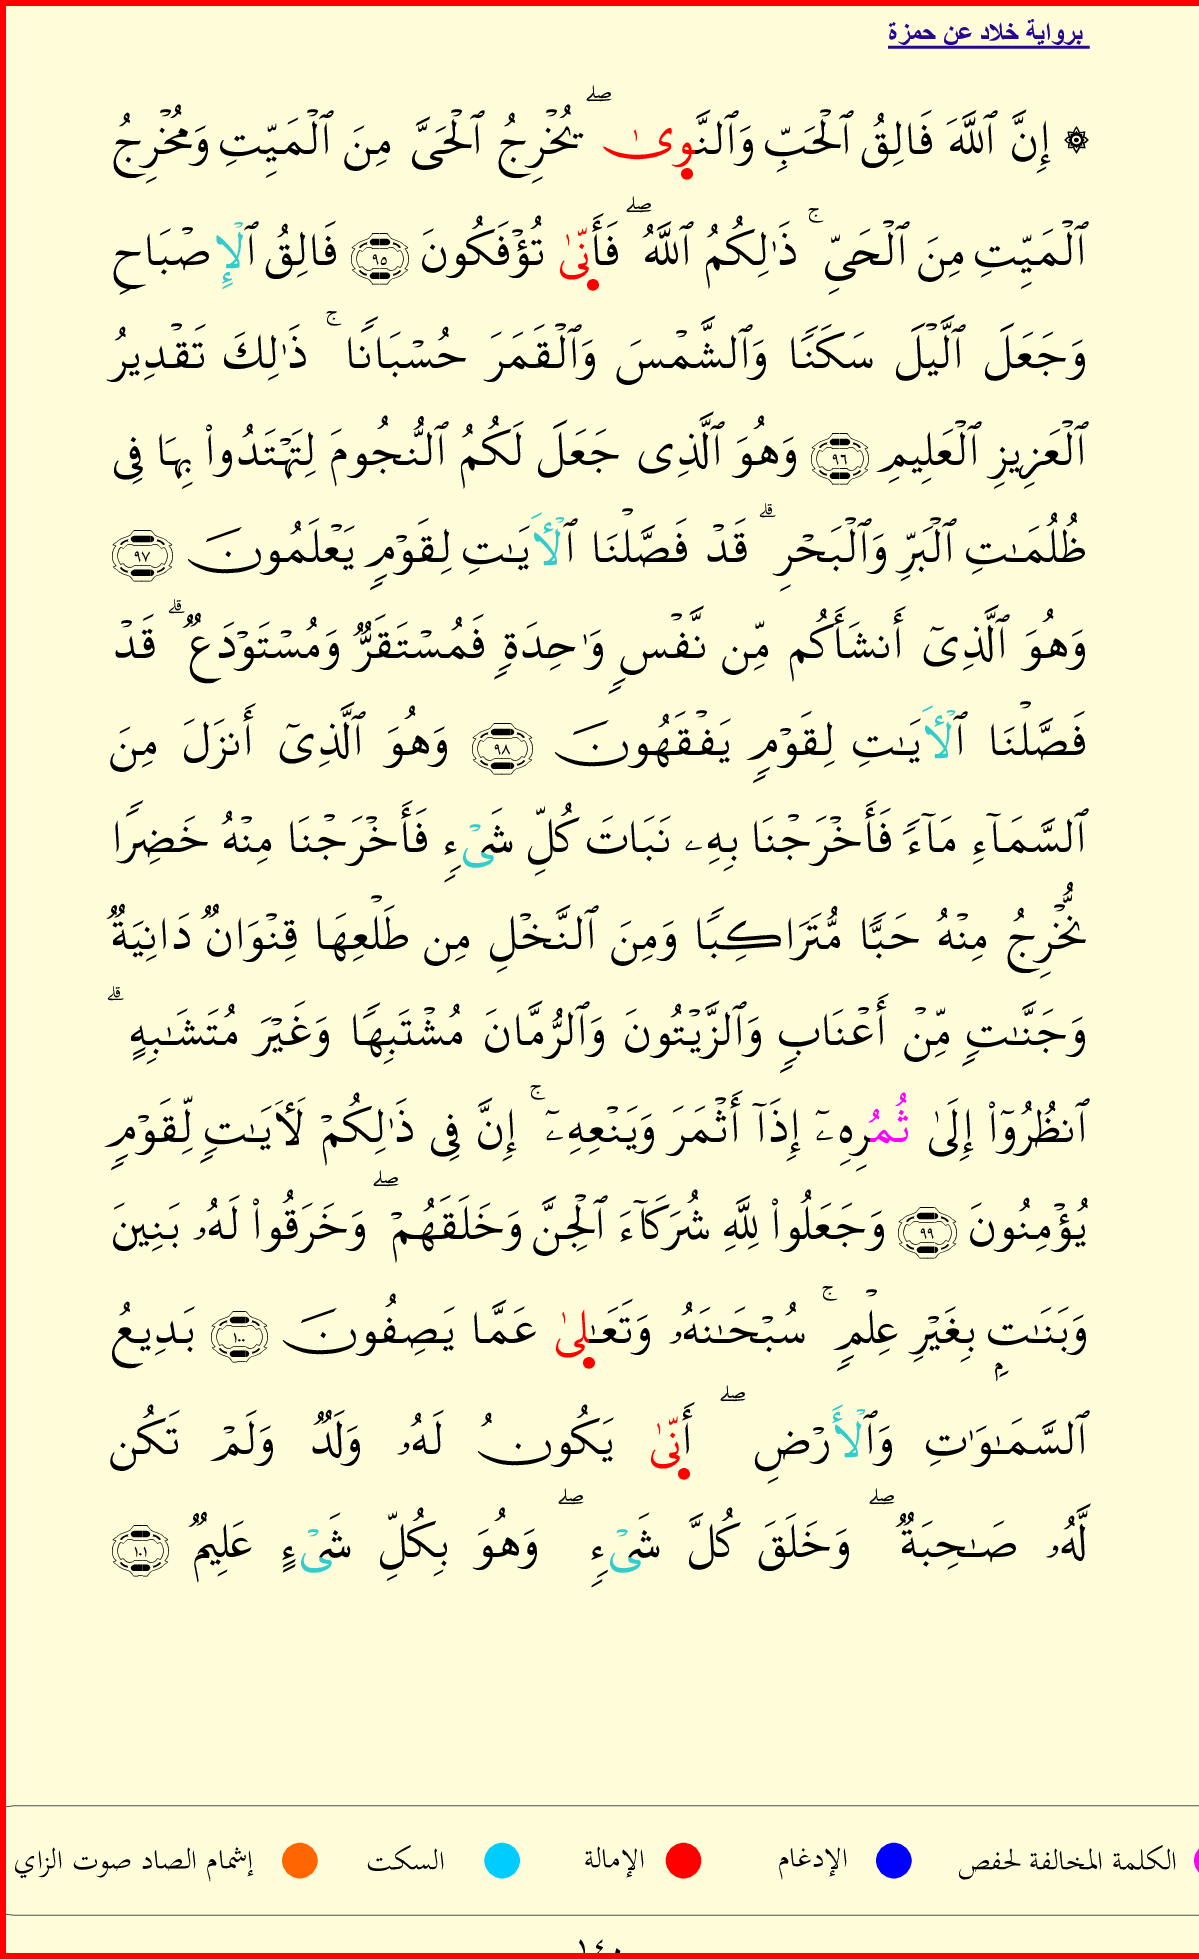 برواية خلاد عن حمزة
۞ إِنَّ ٱللَّهَ فَالِقُ ٱلْحَبِّ وَٱلنَّوىٰ ۖ يُخْرِجُ ٱلْحَىَّ مِنَ ٱلْمَيِّتِ وَمُخْرِجُ
ٱلْمَيِّتِ مِنَ ٱلْحَىِّ ۚ ذَٰلِكُمُ ٱللَّهُ ۖ فَأَنّىٰ تُؤْفَكُونَ ٩٥ فَالِقُ ٱلْإِصْبَاحِ
وَجَعَلَ ٱلَّيْلَ سَكَنًا وَٱلشَّمْسَ وَٱلْقَمَرَ حُسْبَانًا ۚ ذَٰلِكَ تَقْدِيرُ
ٱلْعَزِيزِ ٱلْعَلِيمِ ٩٦ وَهُوَ ٱلَّذِى جَعَلَ لَكُمُ ٱلنُّجُومَ لِتَهْتَدُوا۟ بِهَا فِى
ظُلُمَـٰتِ ٱلْبَرِّ وَٱلْبَحْرِ ۗ قَدْ فَصَّلْنَا ٱلْأَيَـٰتِ لِقَوْمٍ يَعْلَمُونَ ٩٧
وَهُوَ ٱلَّذِىٓ أَنشَأَكُم مِّن نَّفْسٍ وَٰحِدَةٍ فَمُسْتَقَرٌّ وَمُسْتَوْدَعٌ ۗ قَدْ
فَصَّلْنَا ٱلْأَيَـٰتِ لِقَوْمٍ يَفْقَهُونَ ٩٨ وَهُوَ ٱلَّذِىٓ أَنزَلَ مِنَ
ٱلسَّمَآءِ مَآءً فَأَخْرَجْنَا بِهِۦ نَبَاتَ كُلِّ شَىْءٍ فَأَخْرَجْنَا مِنْهُ خَضِرًا
نُّخْرِجُ مِنْهُ حَبًّا مُّتَرَاكِبًا وَمِنَ ٱلنَّخْلِ مِن طَلْعِهَا قِنْوَانٌ دَانِيَةٌ
وَجَنَّـٰتٍ مِّنْ أَعْنَابٍ وَٱلزَّيْتُونَ وَٱلرُّمَّانَ مُشْتَبِهًا وَغَيْرَ مُتَشَـٰبِهٍ ۗ
ٱنظُرُوٓا۟ إِلَىٰ ثُمُرِهِۦٓ إِذَآ أَثْمَرَ وَيَنْعِهِۦٓ ۚ إِنَّ فِى ذَٰلِكُمْ لَأَيَـٰتٍ لِّقَوْمٍ
يُؤْمِنُونَ ٩٩ وَجَعَلُوا۟ لِلَّهِ شُرَكَآءَ ٱلْجِنَّ وَخَلَقَهُمْ ۖ وَخَرَقُوا۟ لَهُۥ بَنِينَ
وَبَنَـٰتٍۭ بِغَيْرِ عِلْمٍ ۚ سُبْحَـٰنَهُۥ وَتَعَـٰلىٰ عَمَّا يَصِفُونَ ١٠٠ بَدِيعُ
ٱلسَّمَـٰوَٰتِ وَٱلْأَرْضِ ۖ أَنّىٰ يَكُونُ لَهُۥ وَلَدٌ وَلَمْ تَكُن
لَّهُۥ صَـٰحِبَةٌ ۖ وَخَلَقَ كُلَّ شَىْءٍ ۖ وَهُوَ بِكُلِّ شَىْءٍ عَلِيمٌ ١٠١
الكلمة المخالفة لحفص الإدغام الإمالة السكت إشمام الصاد صوت الزاي
١٤٠